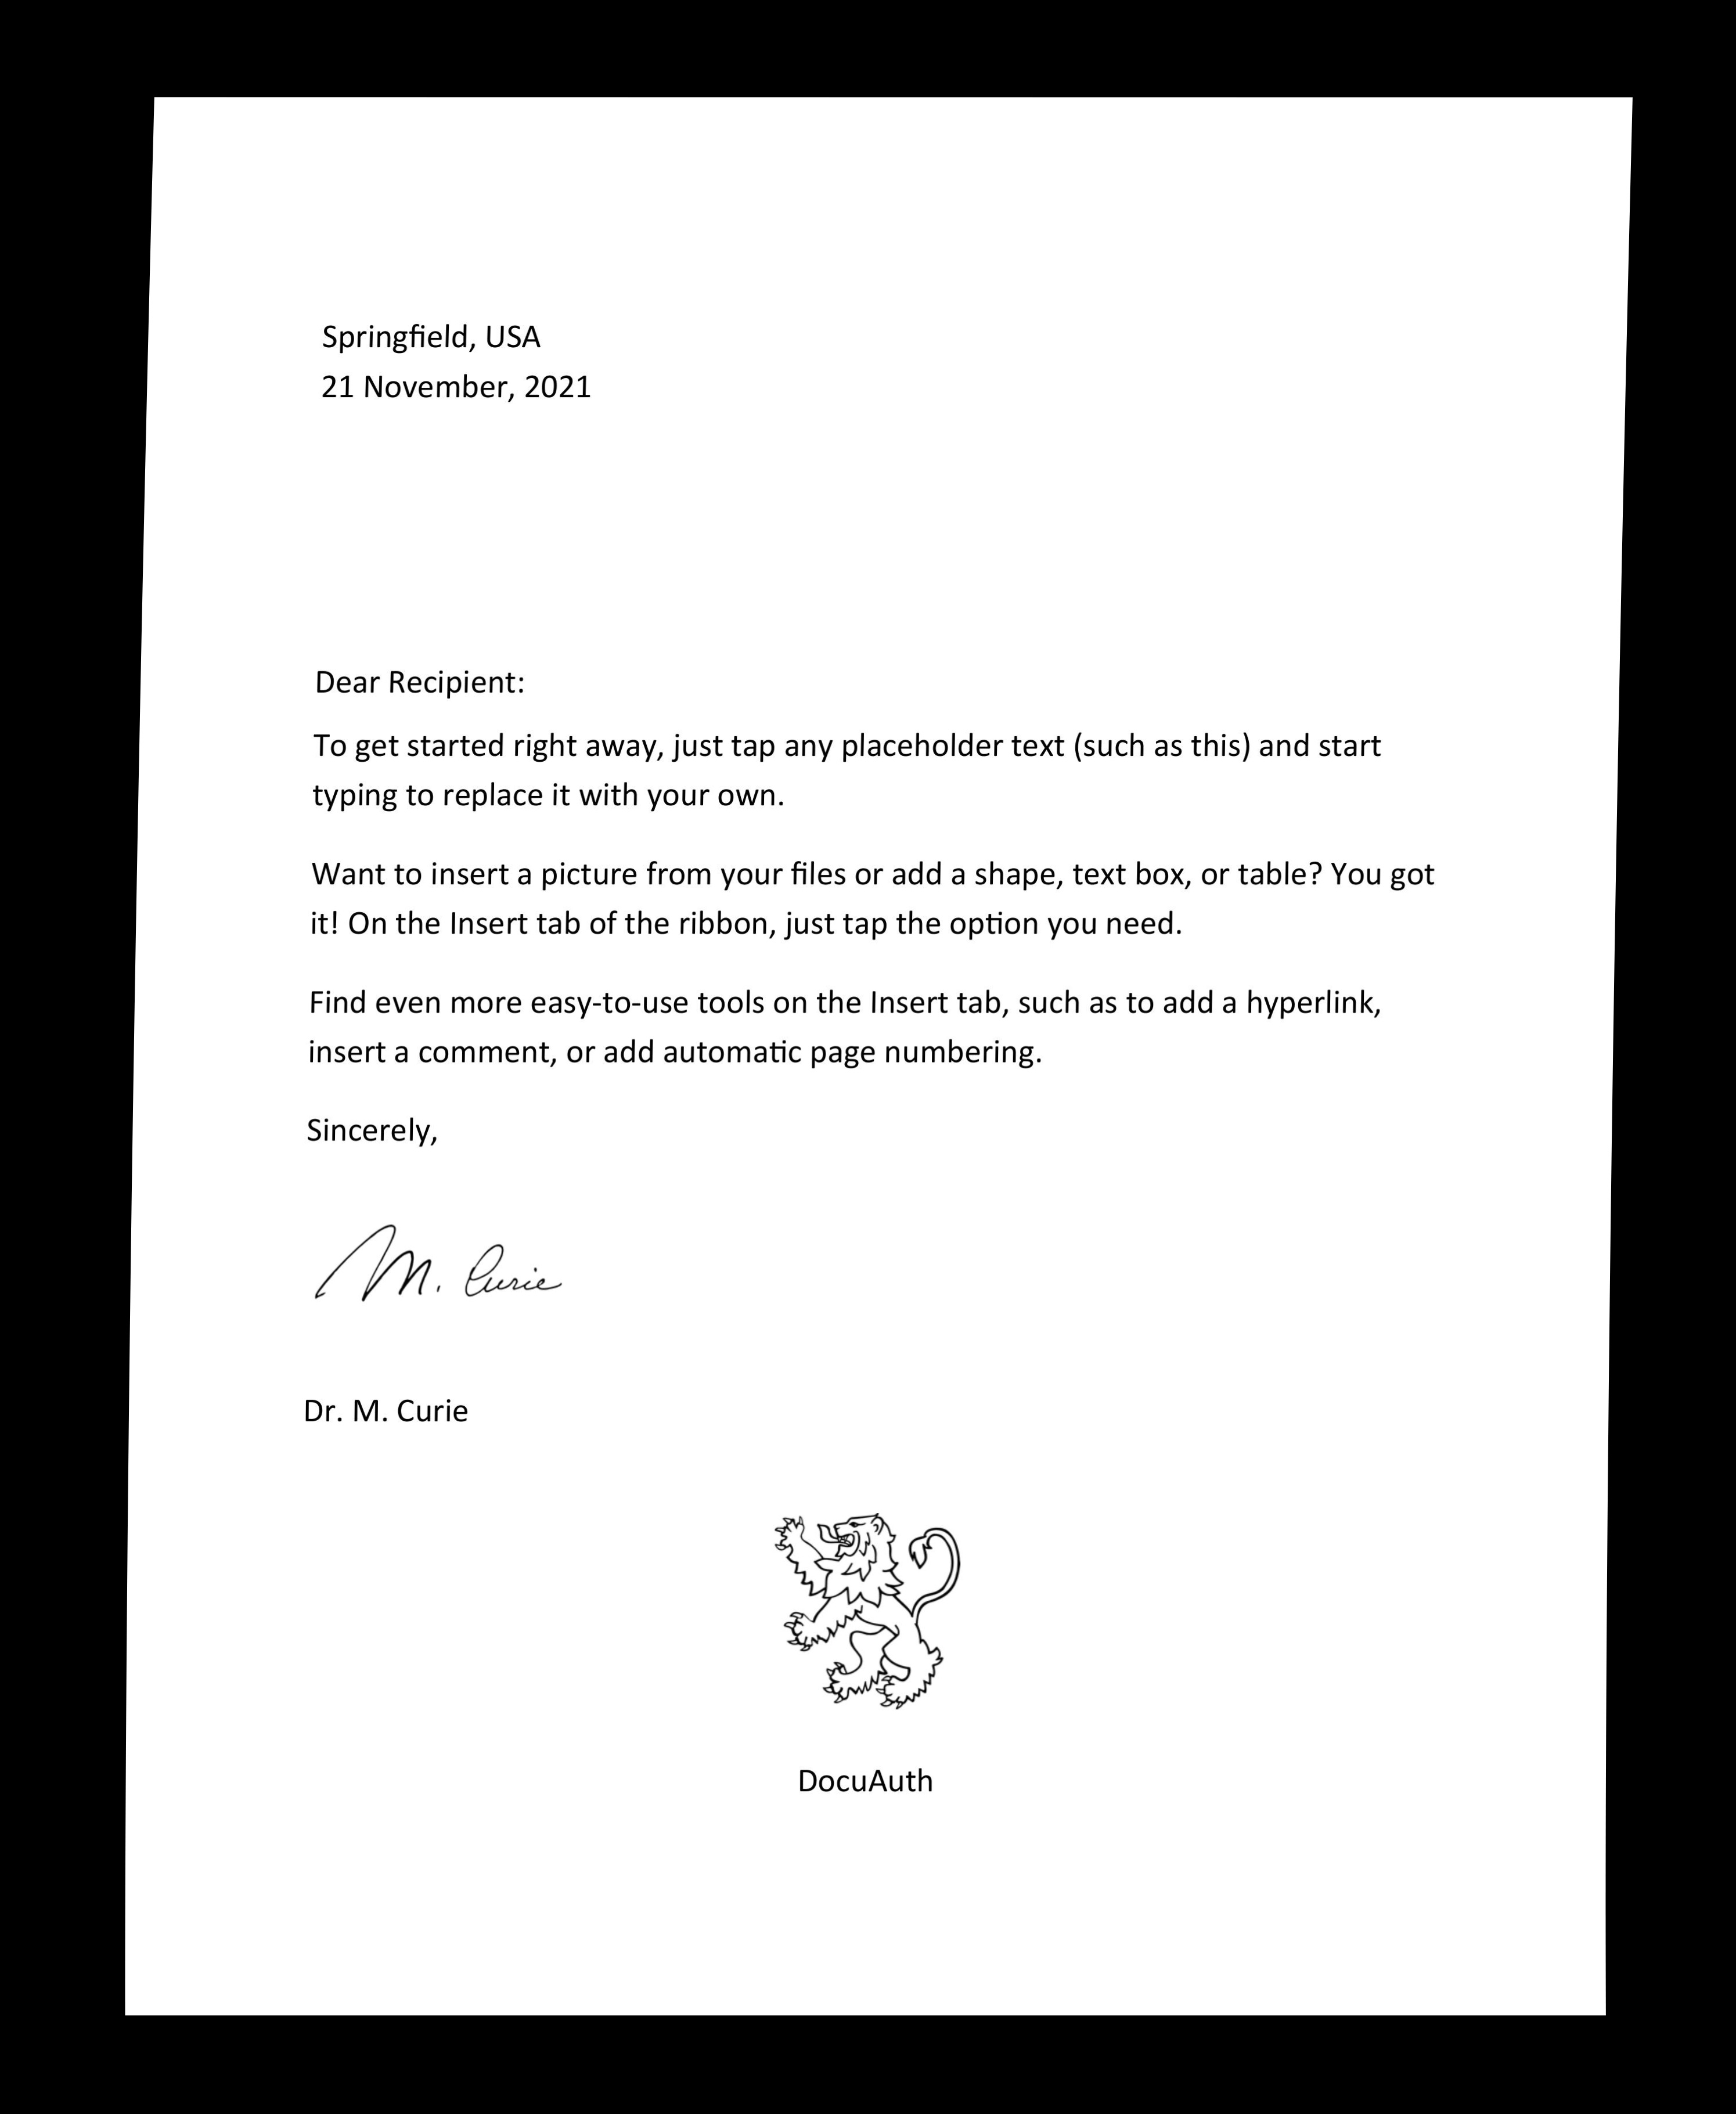 Springfield, USA
21 November, 2021
Dear Recipient:
To get started right away, just tap any placeholder text (such as this) and start
typing to replace it with your own.
Want to insert a picture from your files or add a shape, text box, or table? You got
it! On the Insert tab of the ribbon, just tap the option you need.
Find even more easy-to-use tools on the Insert tab, such as to add a hyperlink,
insert a comment, or add automatic page numbering.
Sincerely,
M. Curie
Dr. M. Curie
DocuAuth